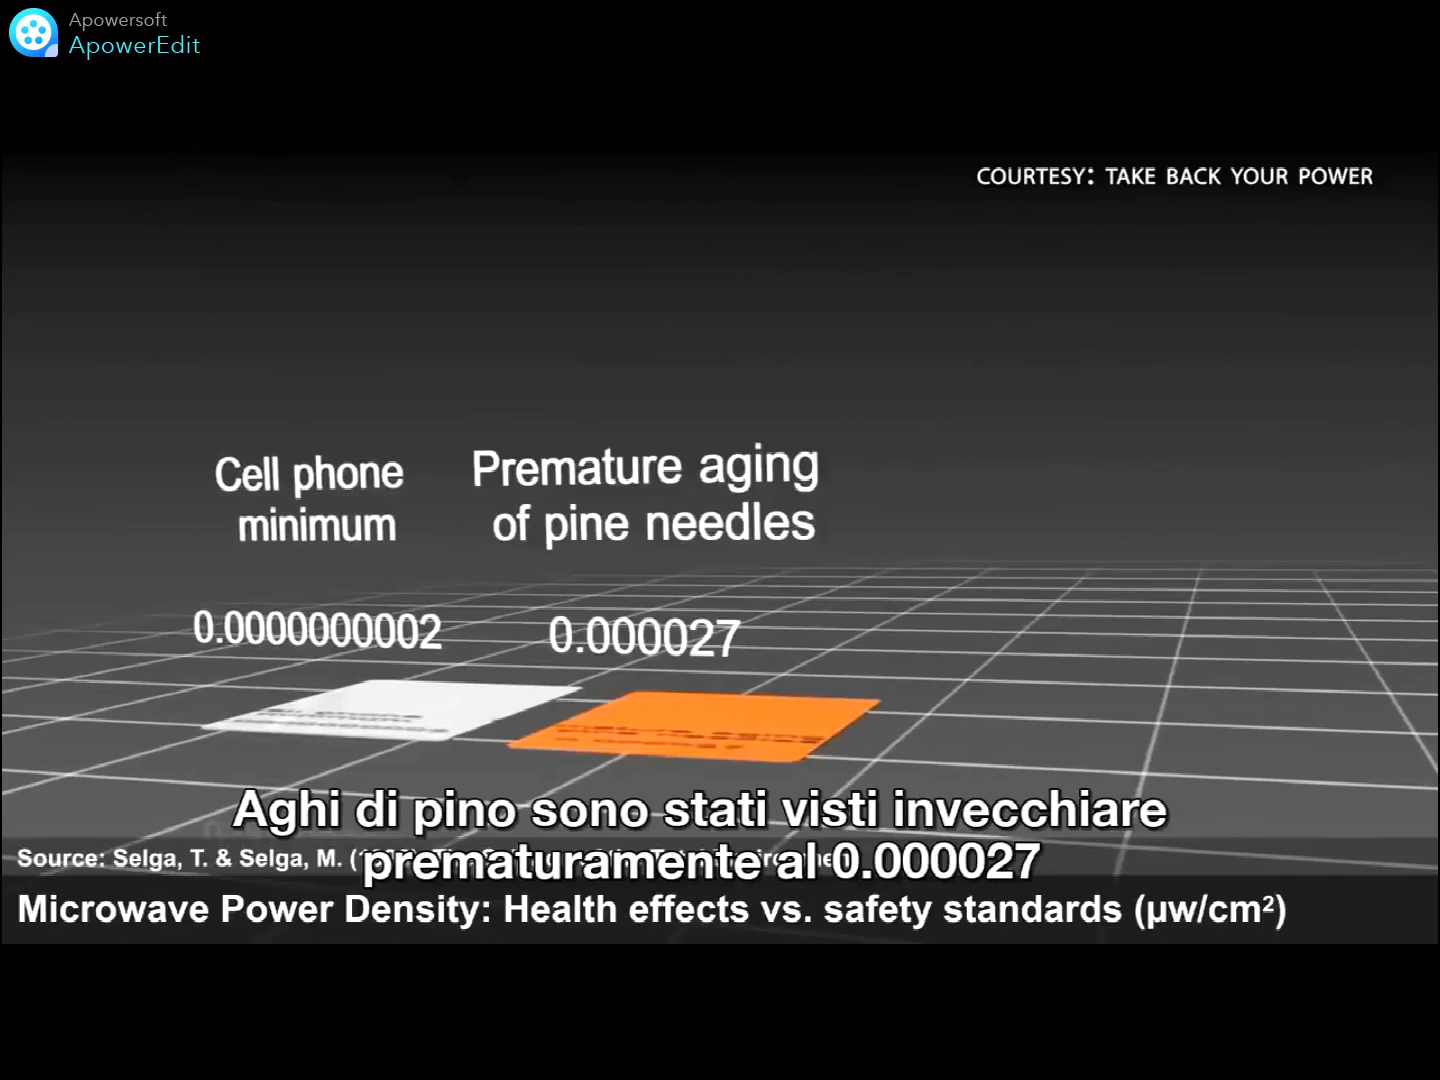 Apowersoft
ApowerEdit
COURTESY: TAKE BACK YOUR POWER
Cell phone
minimum
Premature aging
of pine needles
0.0000000002
0.000027
Aghi di pino sono stati visti invecchiare
prematuramente al 0.000027
Source: Selga, T. & Selga, M.
Microwave Power Density: Health effects vs. safety standards (µw/cm²)